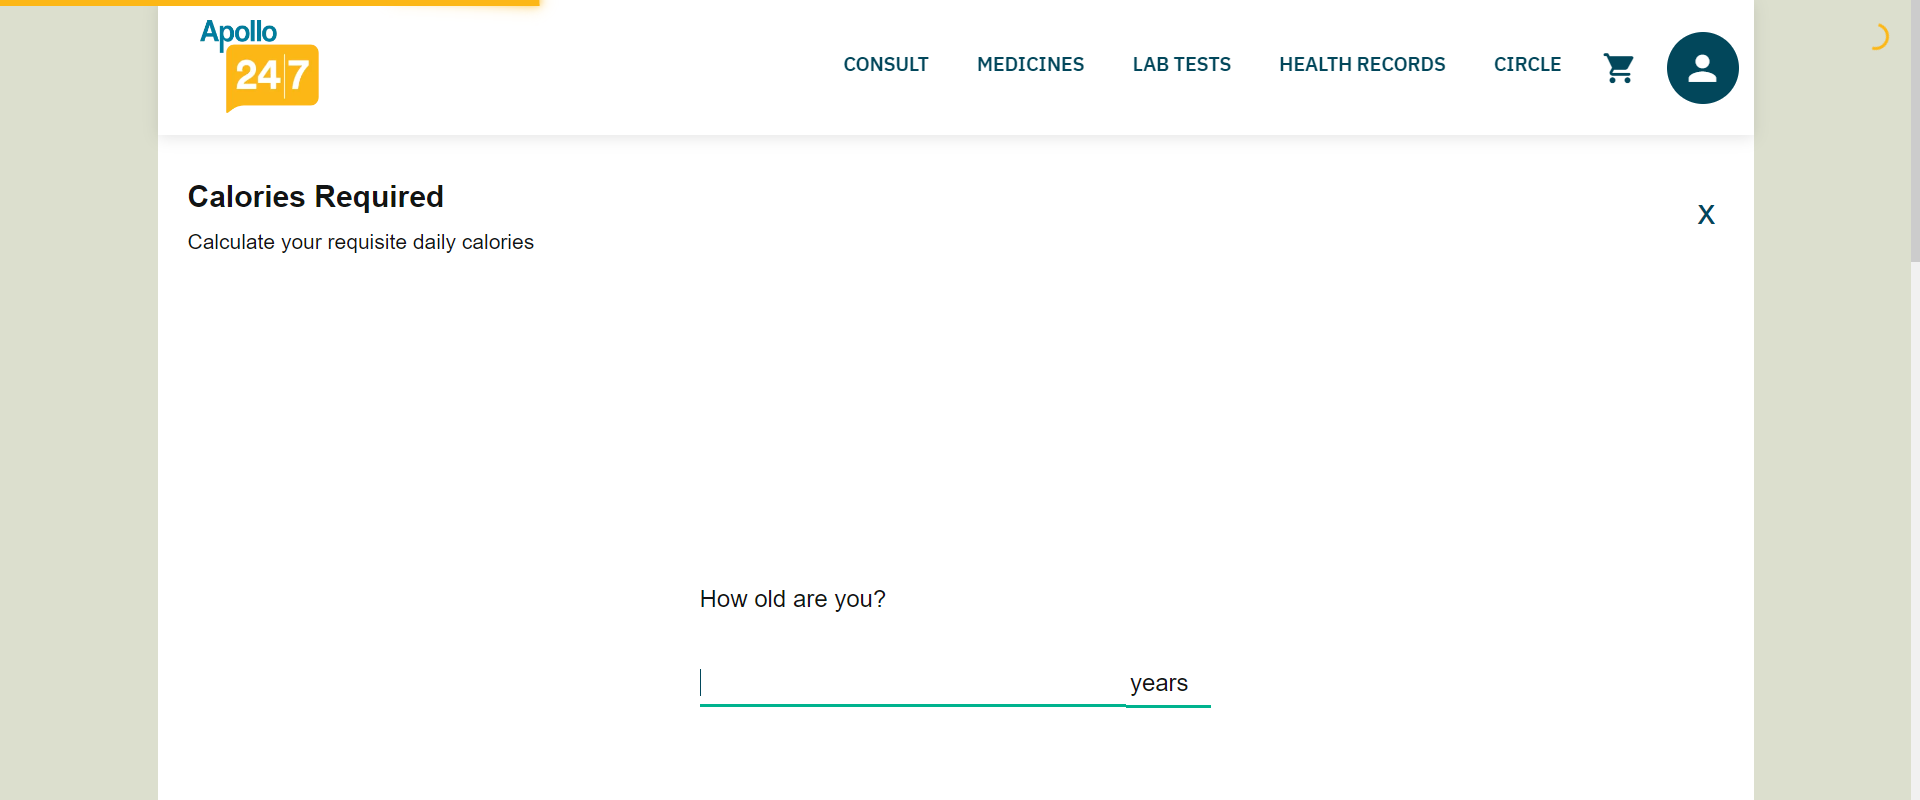 Apollo
24|7
CONSULT MEDICINES LAB TESTS HEALTH RECORDS CIRCLE
Calories Required
X
Calculate your requisite daily calories
How old are you?
years